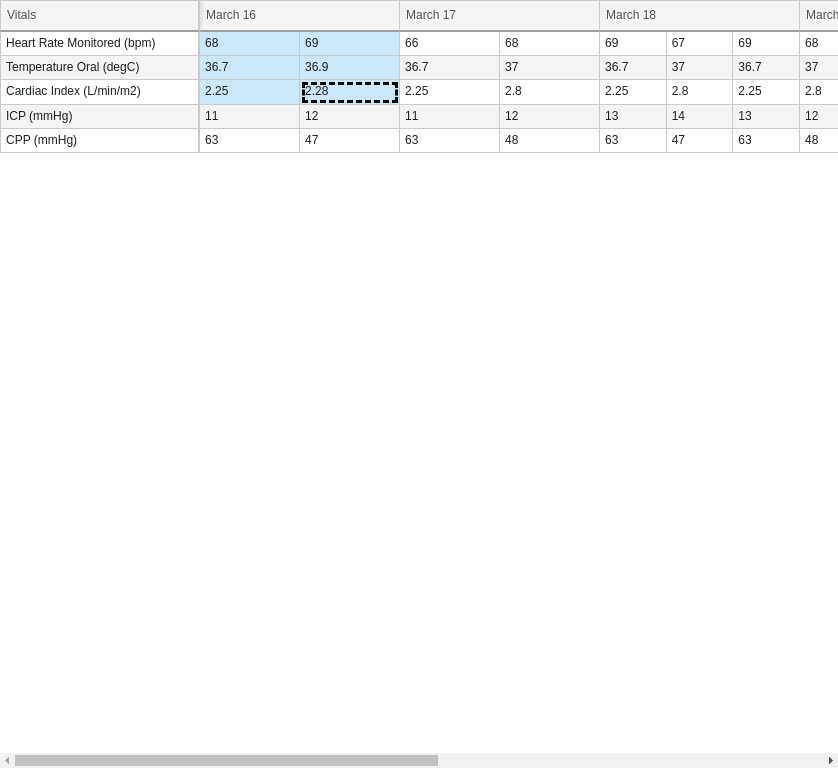 Vitals March 16 March 17 March 18 March
Heart Rate Monitored (bpm) 68 69 66 68 69 67 69 68
Temperature Oral (degC) 36.7 36.9 36.7 37 36.7 37 36.7 37
Cardiac Index (L/min/m2) 2.25 2.28 2.25 2.8 2.25 2.8 2.25 2.8
ICP (mmHg) 11 12 11 12 13 14 13 12
CPP (mmHg) 63 47 63 48 63 47 63 48